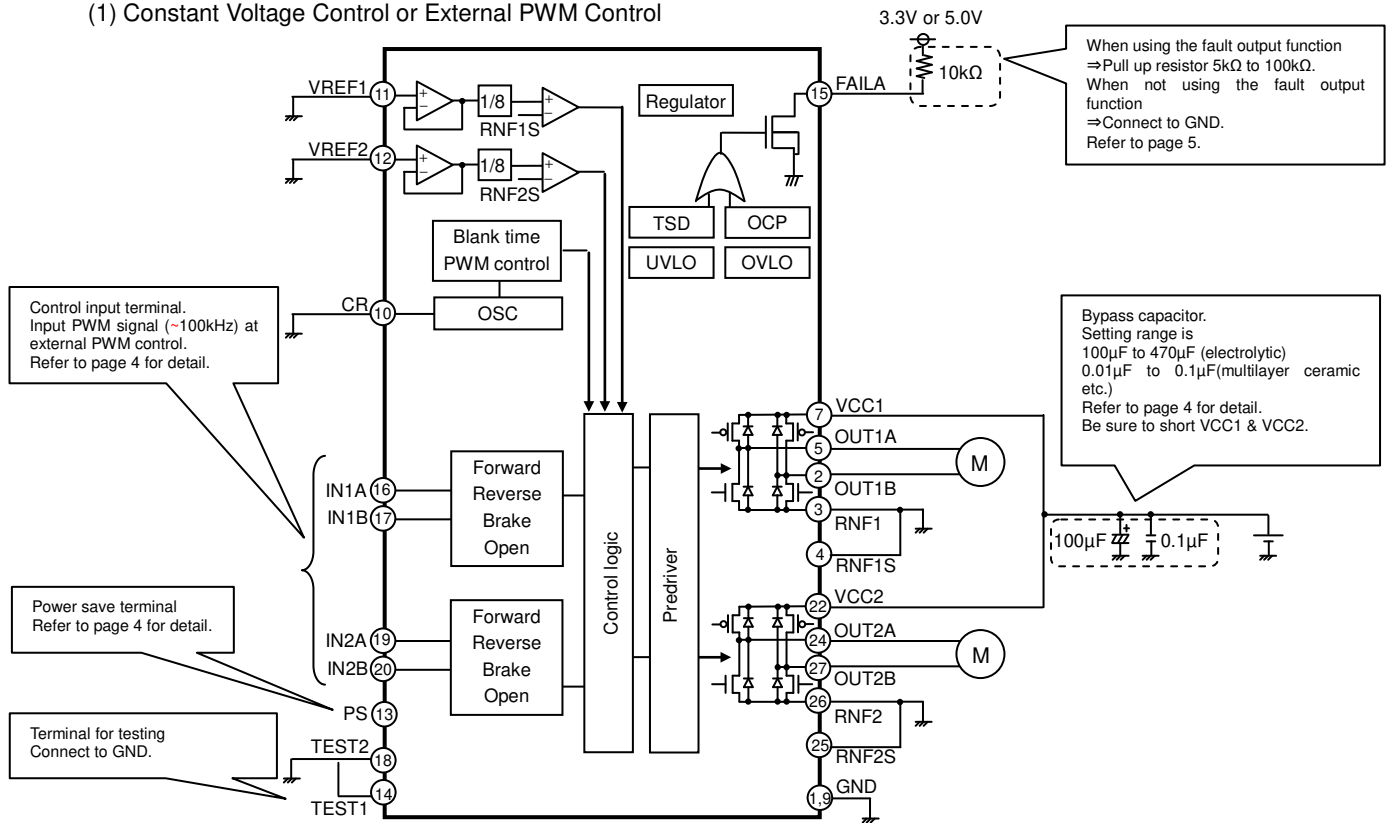 (1) Constant Voltage Control or External PWM Control
3.3V or 5.0V
10kΩ
When using the fault output function
⇒Pull up resistor 5kΩ to 100kΩ.
When not using the fault output
function
⇒Connect to GND.
Refer to page 5.
VREF1
11
1/8
RNF1S
Regulator
15
FAILA
VREF2
12
1/8
RNF2S
TSD
OCP
UVLO
OVLO
Blank time
PWM control
CR
10
OSC
Control input terminal.
Input PWM signal (~100kHz) at
external PWM control.
Refer to page 4 for detail.
Bypass capacitor.
Setting range is
100µF to 470µF (electrolytic)
0.01µF to 0.1µF(multilayer ceramic
etc.)
Refer to page 4 for detail.
Be sure to short VCC1 & VCC2.
IN1A
16
IN1B
17
Forward
Reverse
Brake
Open
Control logic
Predriver
7
VCC1
5
OUT1A
2
OUT1B
M
3
RNF1
4
RNF1S
100µF
+
0.1µF
Power save terminal
Refer to page 4 for detail.
IN2A
19
IN2B
20
Forward
Reverse
Brake
Open
22
VCC2
24
OUT2A
27
OUT2B
M
26
RNF2
25
RNF2S
PS
13
Terminal for testing
Connect to GND.
TEST2
18
14
TEST1
1,9
GND